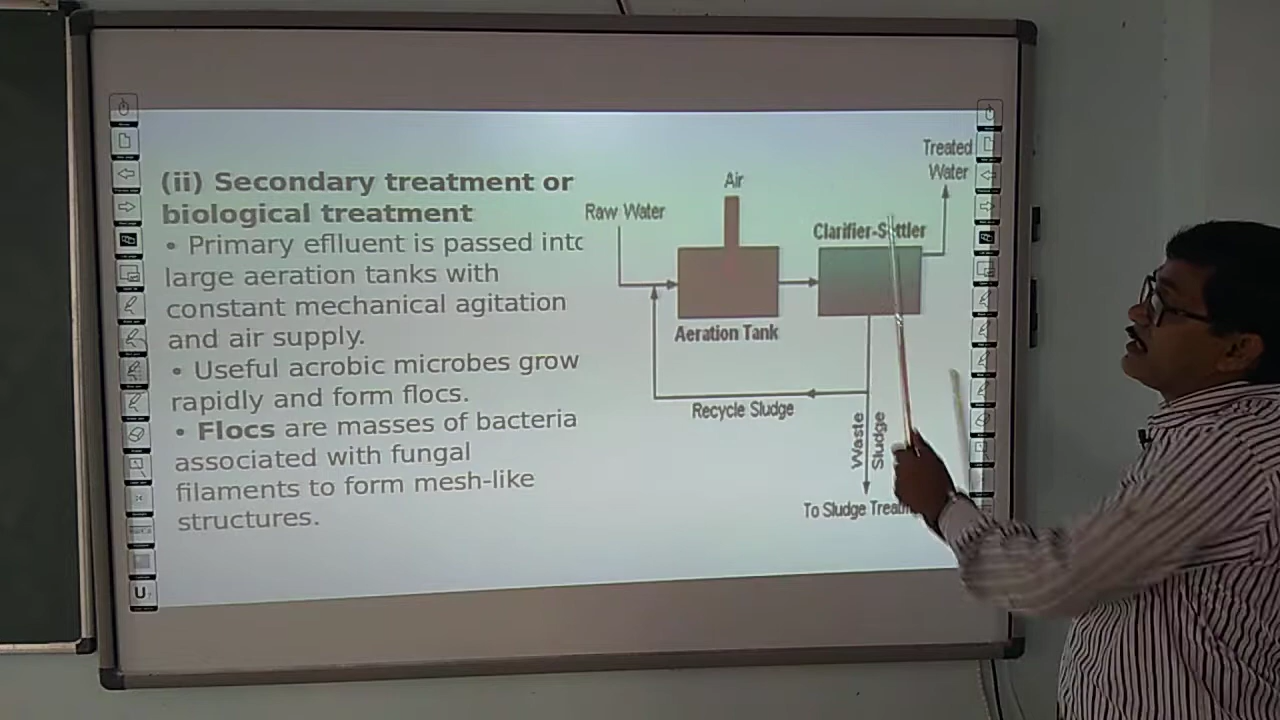 (ii) Secondary treatment or
biological treatment
• Primary eflluent is passed intc
large aeration tanks with
constant mechanical agitation
and air supply.
• Useful acrobic microbes grow
rapidly and form flocs.
• Flocs are masses of bacteria
associated with fungal
filaments to form mesh-like
structures.
Air
Raw Water
Treated
Water
Clarifier-Settler
Aeration Tank
Recycle Sludge
Waste
Sludge
To Sludge
U